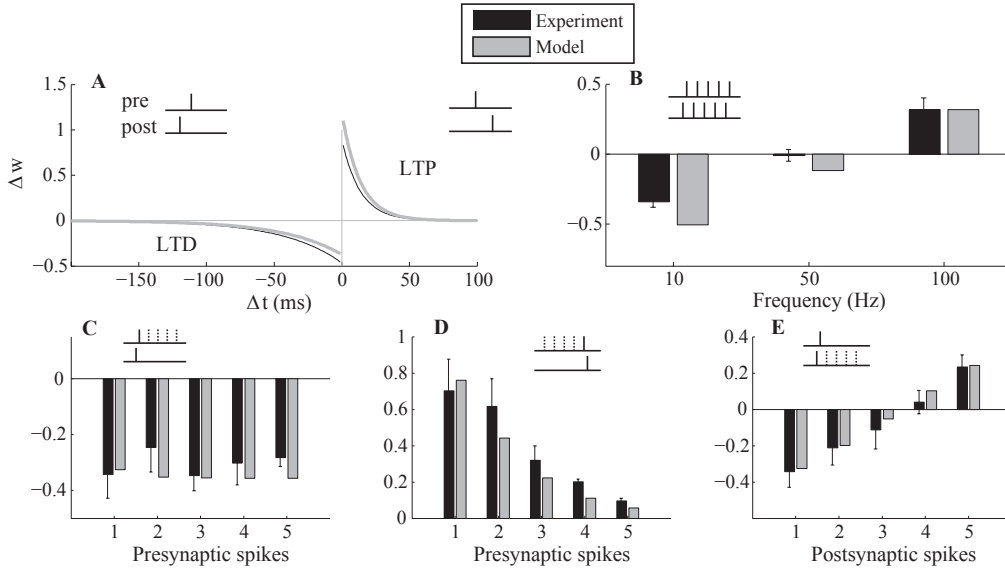 Experiment
Model
A
1.5
1
0.5
0
−0.5
Δw
pre
post
LTP
LTD
−150 −100 −50 0 50 100
Δt (ms)
B
0.5
0
−0.5
10 50 100
Frequency (Hz)
C
0
−0.2
−0.4
1 2 3 4 5
Presynaptic spikes
D
1
0.8
0.6
0.4
0.2
0
1 2 3 4 5
Presynaptic spikes
E
0.4
0.2
0
−0.2
−0.4
1 2 3 4 5
Postsynaptic spikes